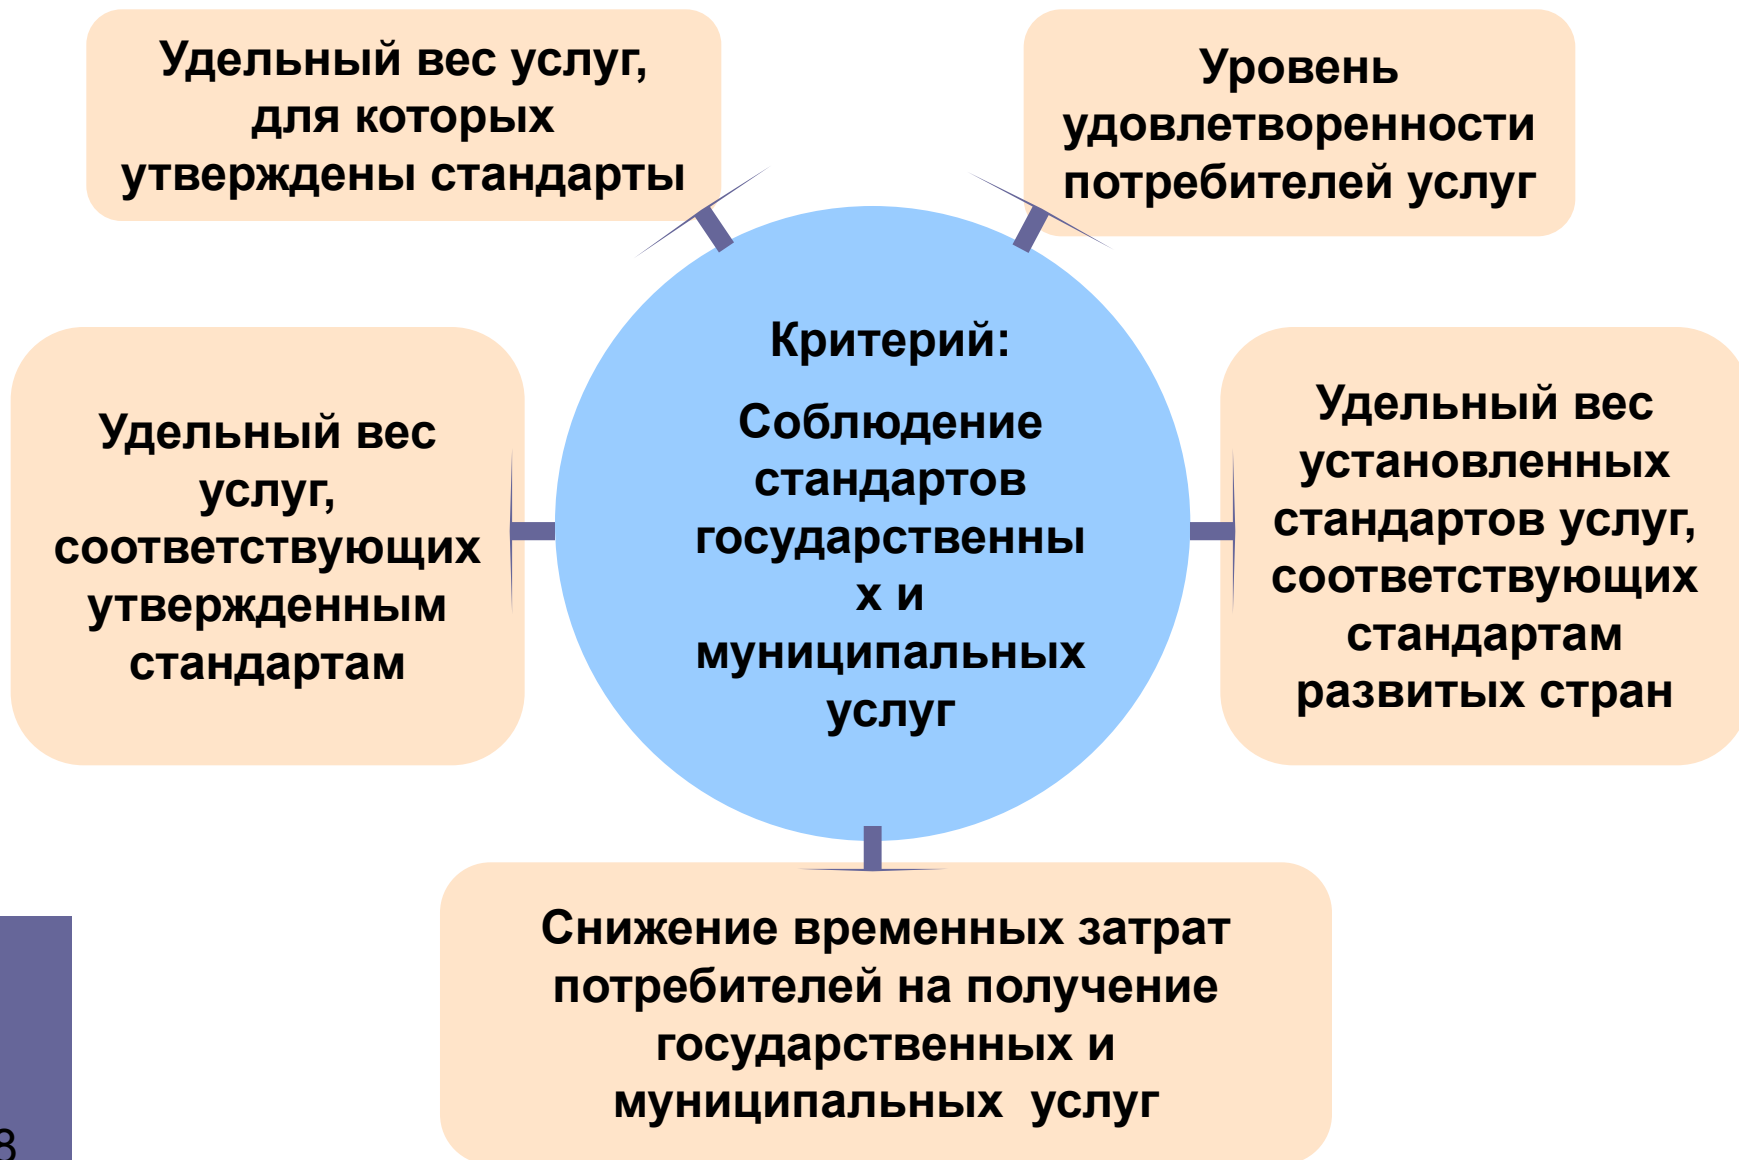 Удельный вес услуг,
для которых
утверждены стандарты
Уровень
удовлетворенности
потребителей услуг
Удельный вес
услуг,
соответствующих
утвержденным
стандартам
Критерий:
Соблюдение
стандартов
государственны
х и
муниципальных
услуг
Удельный вес
установленных
стандартов услуг,
соответствующих
стандартам
развитых стран
Снижение временных затрат
потребителей на получение
государственных и
муниципальных  услуг
8